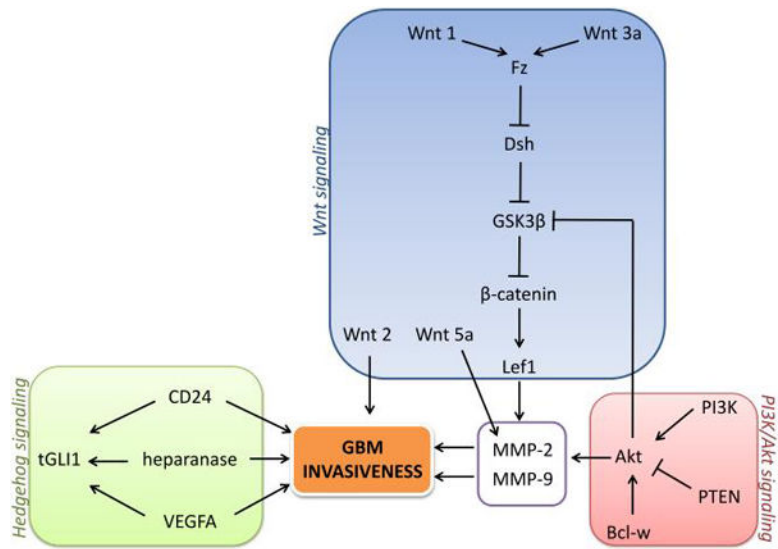 Wnt signaling
Wnt 1
Wnt 3a
Fz
Dsh
GSK3β
β-catenin
Wnt 2
Wnt 5a
Lef1
Hedgehog signaling
CD24
tGLI1
heparanase
VEGFA
GBM
INVASIVENESS
MMP-2
MMP-9
PI3K/Akt signaling
PI3K
Akt
PTEN
Bcl-w